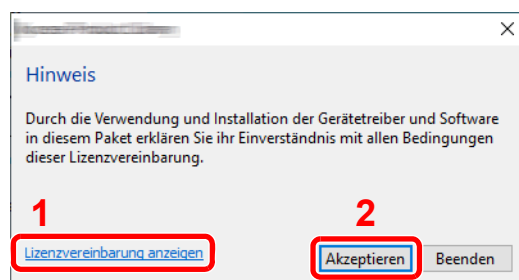 Hinweis
Durch die Verwendung und Installation der Gerätetreiber und Software
in diesem Paket erklären Sie ihr Einverständnis mit allen Bedingungen
dieser Lizenzvereinbarung.
1
2
Lizenzvereinbarung anzeigen
Akzeptieren
Beenden